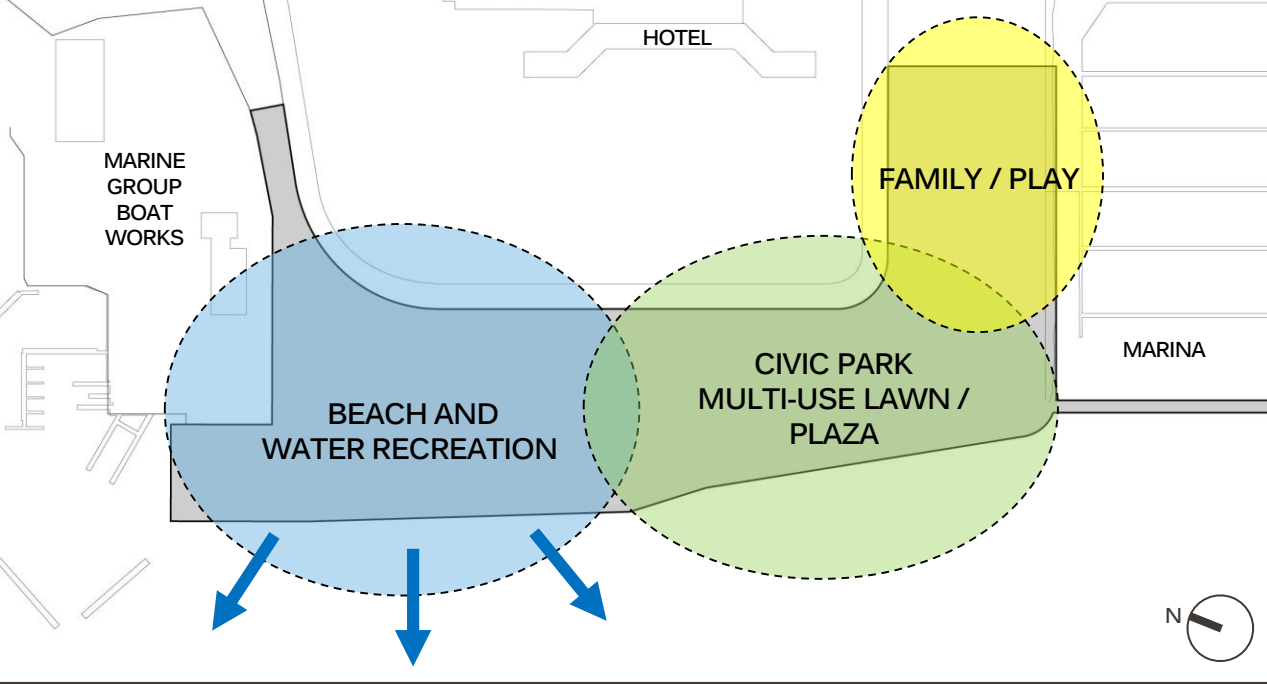 HOTEL
MARINE
GROUP
BOAT
WORKS
FAMILY / PLAY
BEACH AND
WATER RECREATION
CIVIC PARK
MULTI-USE LAWN /
PLAZA
MARINA
N